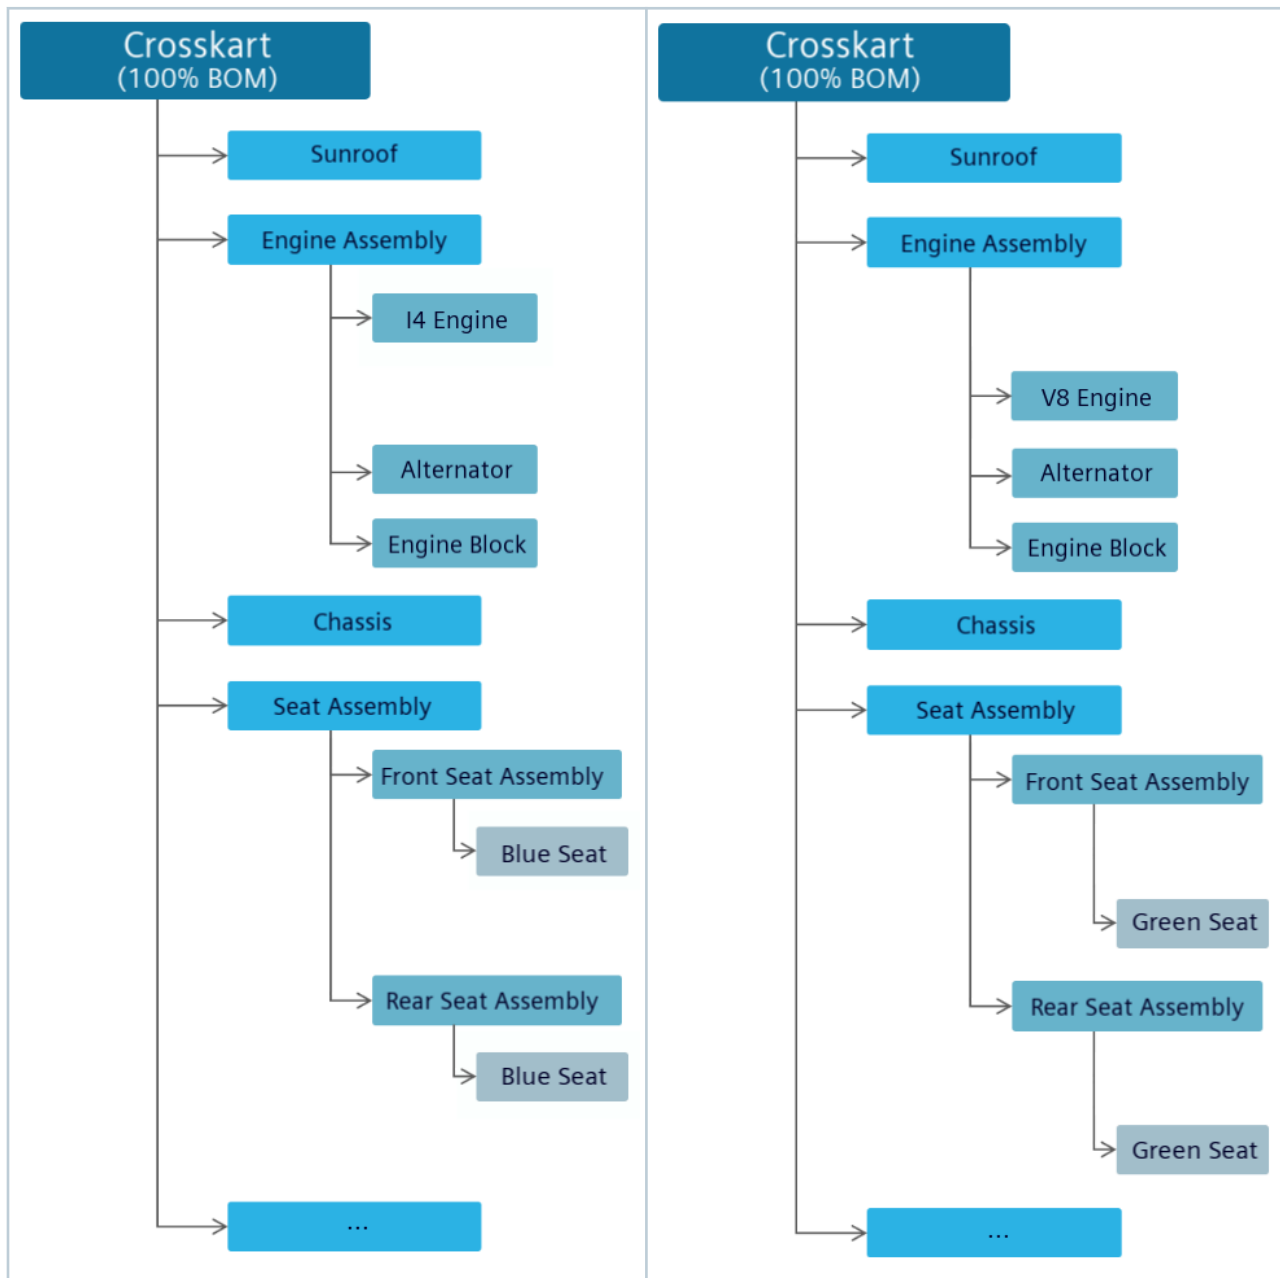 Crosskart
(100% BOM)
Sunroof
Engine Assembly
I4 Engine
Alternator
Engine Block
Chassis
Seat Assembly
Front Seat Assembly
Blue Seat
Rear Seat Assembly
Blue Seat
...
Crosskart
(100% BOM)
Sunroof
Engine Assembly
V8 Engine
Alternator
Engine Block
Chassis
Seat Assembly
Front Seat Assembly
Green Seat
Rear Seat Assembly
Green Seat
...